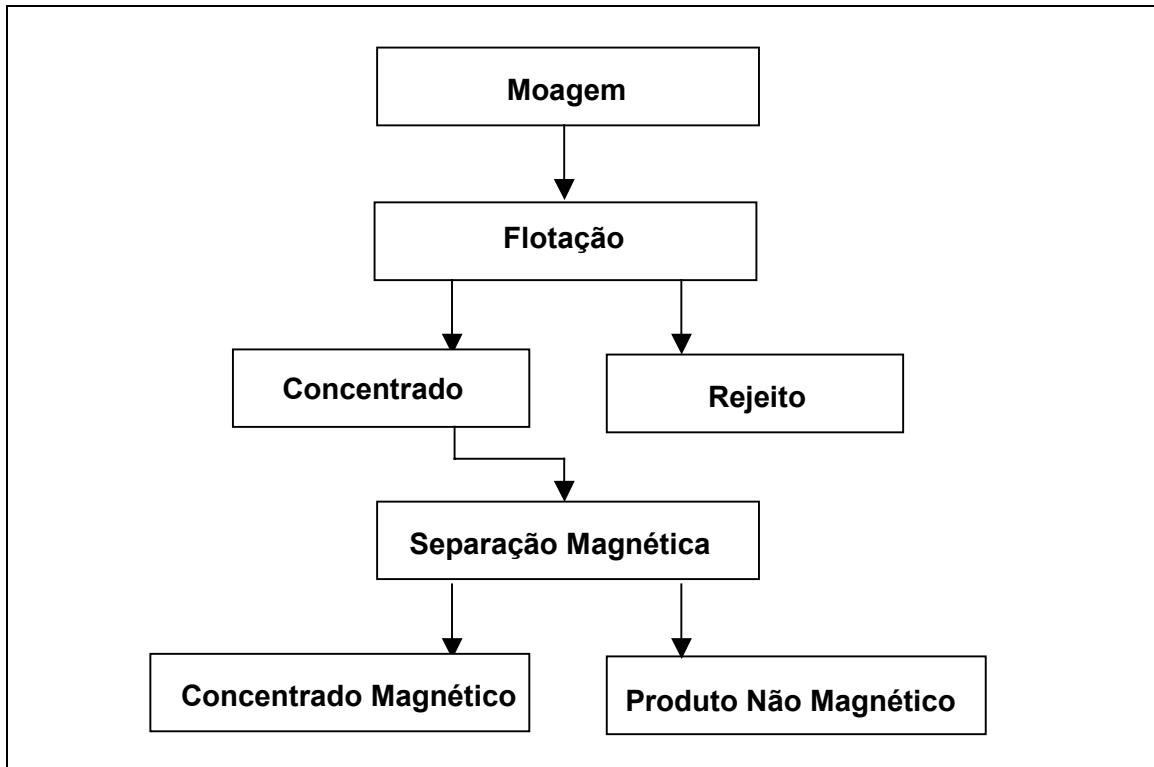 Moagem
Flotação
Concentrado
Rejeito
Separação Magnética
Concentrado Magnético
Produto Não Magnético